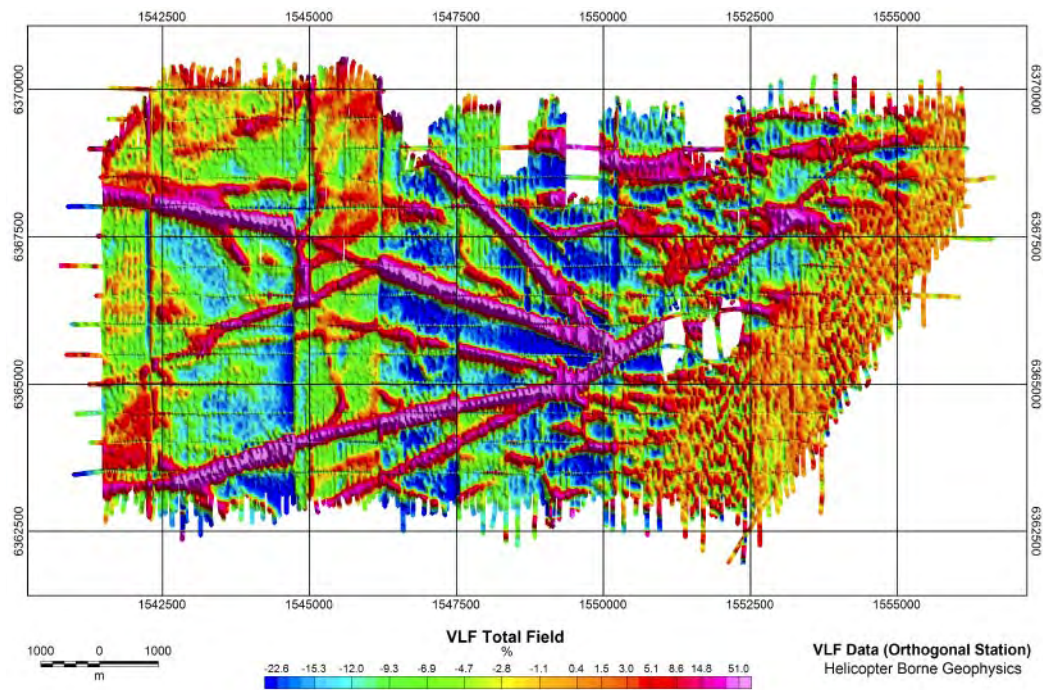 1542500 1545000 1547500 1550000 1552500 1555000
6370000 6370000
6367500 6367500
6365000 6365000
6362500 6362500
1542500 1545000 1547500 1550000 1552500 1555000
1000 0 1000
m
VLF Total Field
%
-22.6 -15.3 -12.0 -9.3 -6.9 -4.7 -2.8 -1.1 0.4 1.5 3.0 5.1 8.6 14.8 51.0
VLF Data (Orthogonal Station)
Helicopter Borne Geophysics